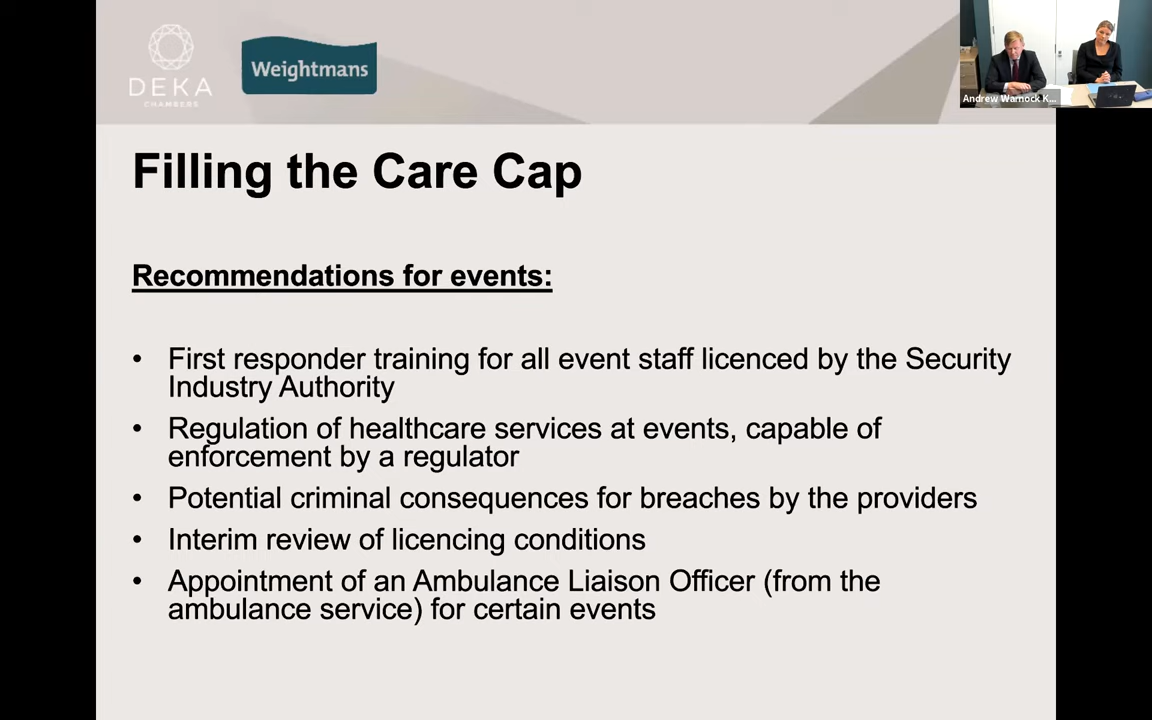 DEKA
CHAMBERS
Weightmans
Andrew Warnock K...
Filling the Care Cap
Recommendations for events:
• First responder training for all event staff licenced by the Security
Industry Authority
• Regulation of healthcare services at events, capable of
enforcement by a regulator
• Potential criminal consequences for breaches by the providers
• Interim review of licencing conditions
• Appointment of an Ambulance Liaison Officer (from the
ambulance service) for certain events